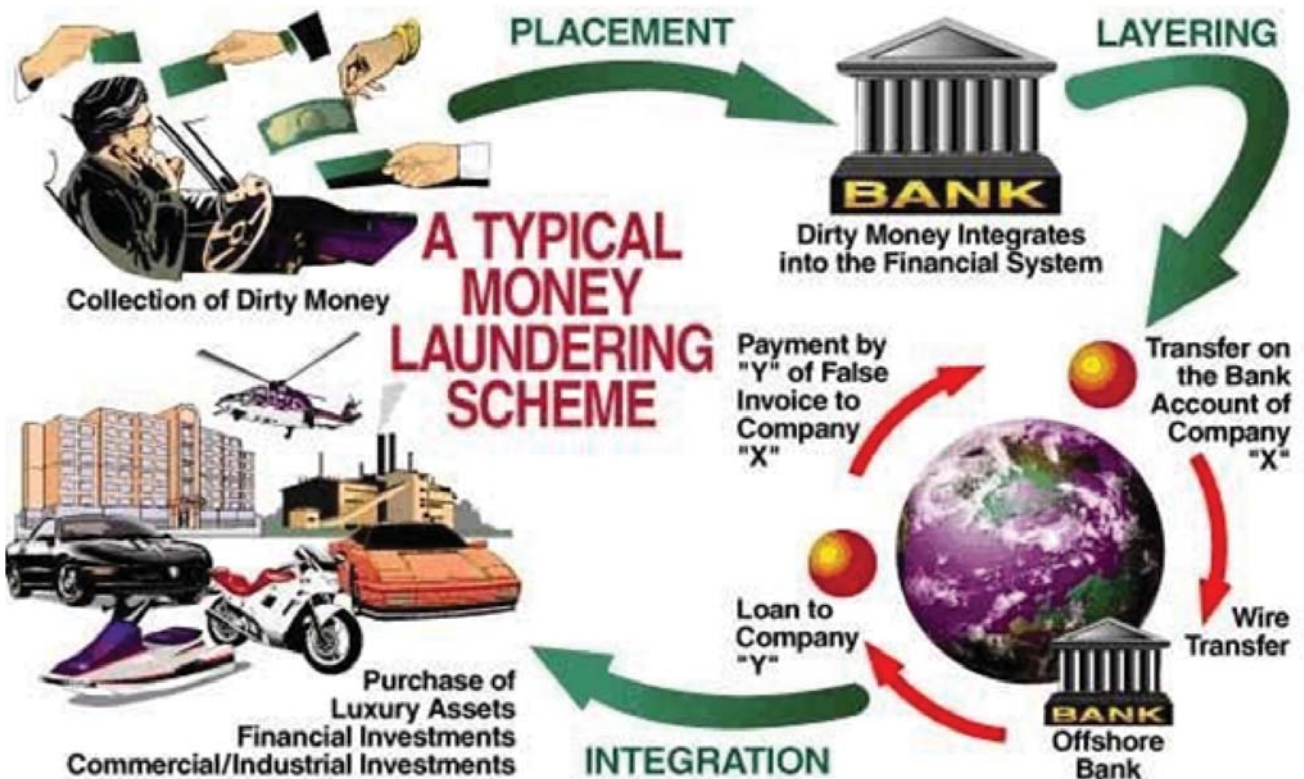 PLACEMENT
LAYERING
BANK
Dirty Money Integrates
into the Financial System
Collection of Dirty Money
A TYPICAL
MONEY
LAUNDERING
SCHEME
Payment by
"Y" of False
Invoice to
Company
"X"
Transfer on
the Bank
Account of
Company
"X"
Wire
Transfer
Loan to
Company
"Y"
BANK
Offshore
Bank
INTEGRATION
Purchase of
Luxury Assets
Financial Investments
Commercial/Industrial Investments